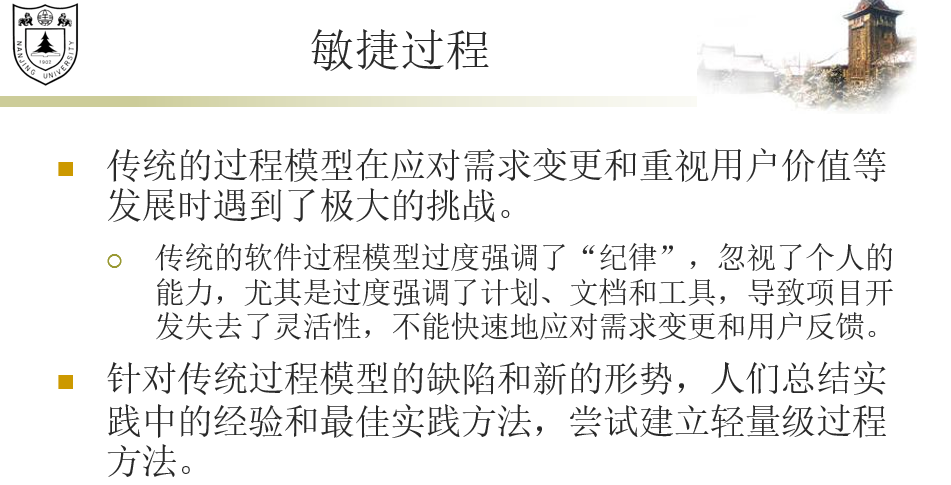 NANJING UNIVERSITY
1902
敏捷过程
传统的过程模型在应对需求变更和重视用户价值等
发展时遇到了极大的挑战。
传统的软件过程模型过度强调了“纪律”，忽视了个人的
能力，尤其是过度强调了计划、文档和工具，导致项目开
发失去了灵活性，不能快速地应对需求变更和用户反馈。
针对传统过程模型的缺陷和新的形势，人们总结实
践中的经验和最佳实践方法，尝试建立轻量级过程
方法。